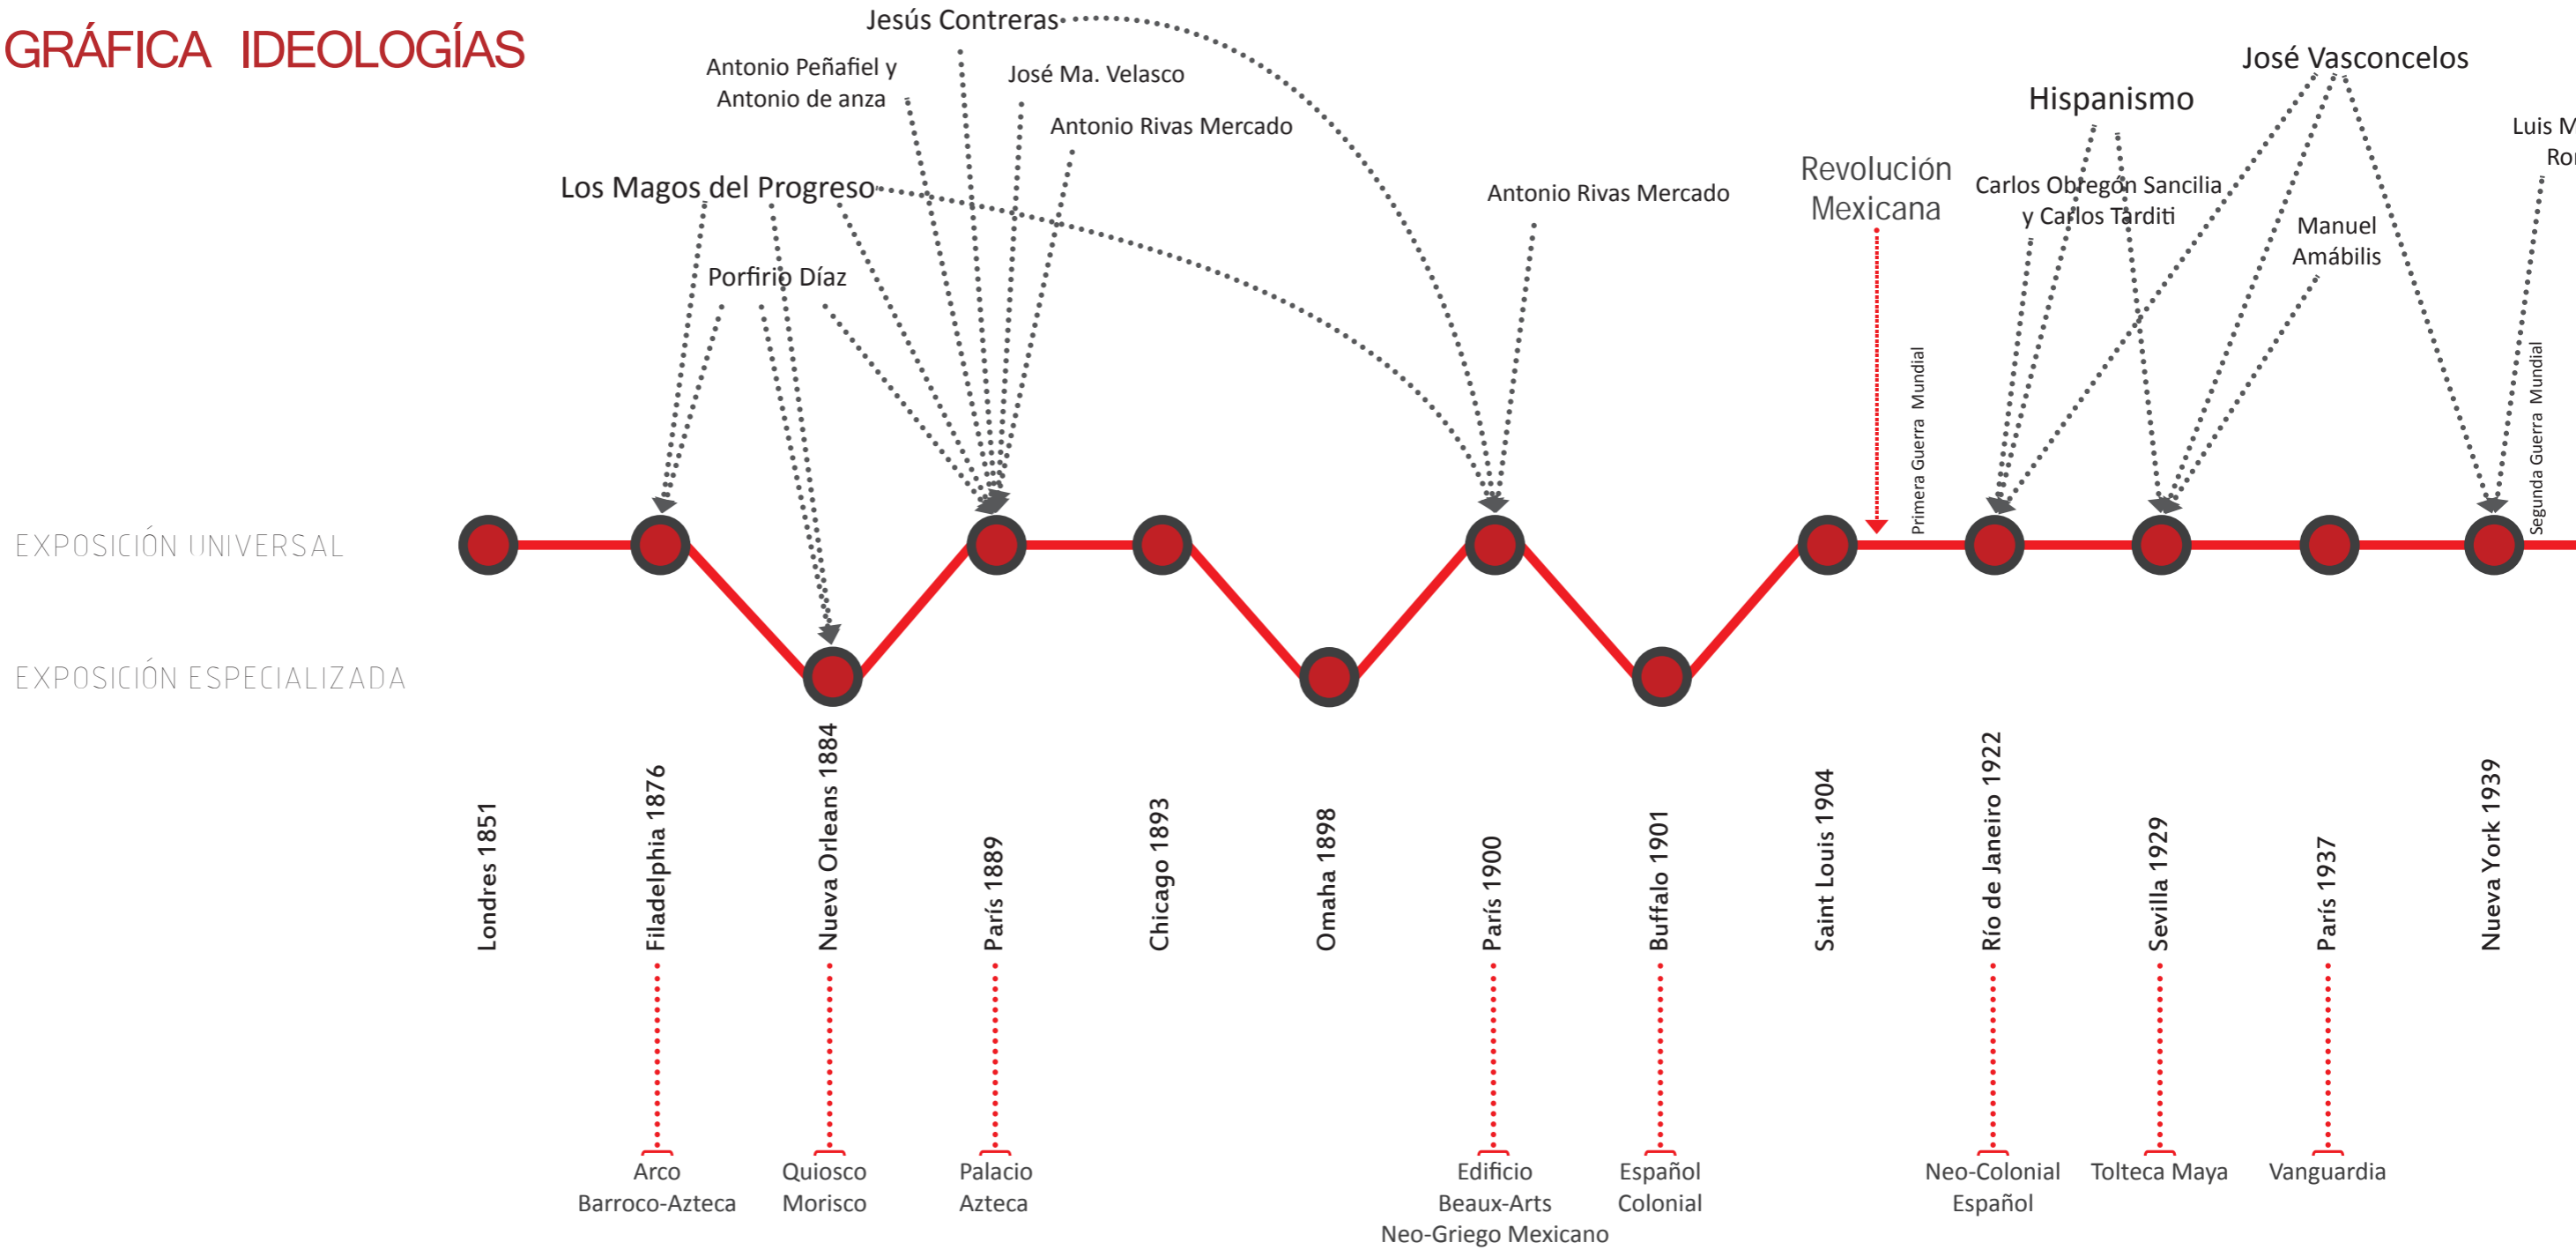 GRÁFICA IDEOLOGÍAS
Jesús Contreras
Antonio Peñafiel y
Antonio de anza
José Ma. Velasco
Antonio Rivas Mercado
Los Magos del Progreso
Porfirio Díaz
Antonio Rivas Mercado
Revolución
Mexicana
Primera Guerra Mundial
Hispanismo
Carlos Obregón Sancilia
y Carlos Tarditi
José Vasconcelos
Manuel
Amábilis
Luis M
Ro
Segunda Guerra Mundial
EXPOSICIÓN UNIVERSAL
EXPOSICIÓN ESPECIALIZADA
Londres 1851
Filadelphia 1876
Nueva Orleans 1884
París 1889
Chicago 1893
Omaha 1898
París 1900
Buffalo 1901
Saint Louis 1904
Río de Janeiro 1922
Sevilla 1929
París 1937
Nueva York 1939
Arco
Barroco-Azteca
Quiosco
Morisco
Palacio
Azteca
Edificio
Beaux-Arts
Neo-Griego Mexicano
Español
Colonial
Neo-Colonial
Español
Tolteca Maya
Vanguardia